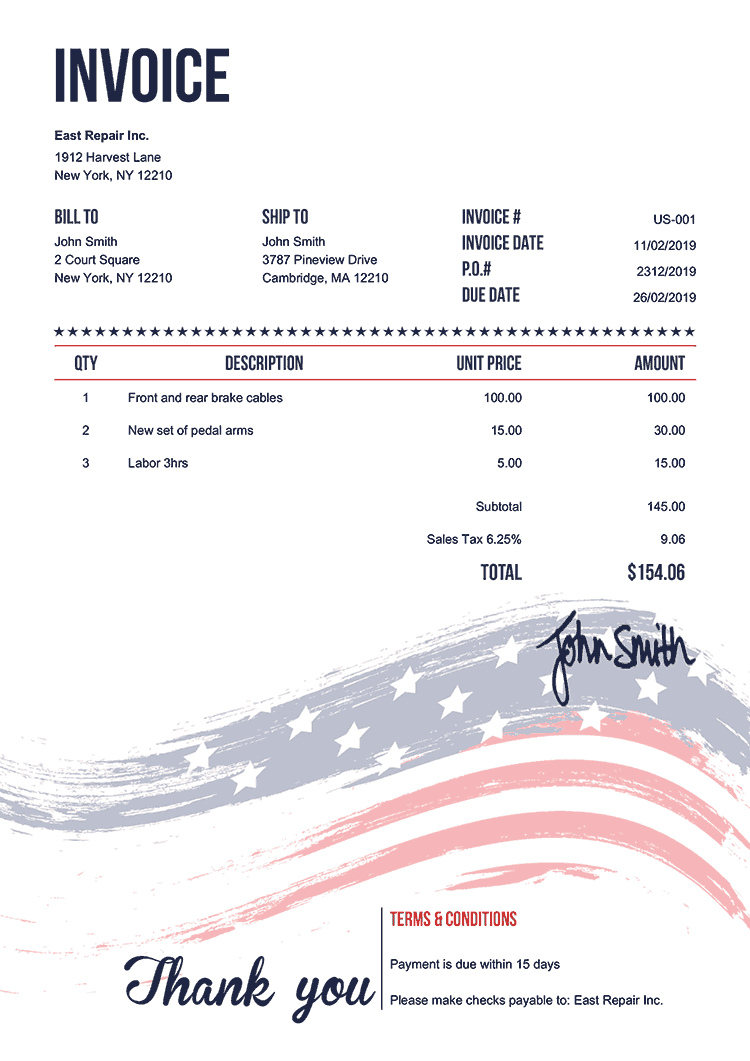 INVOICE
East Repair Inc.
1912 Harvest Lane
New York, NY 12210
BILL TO
John Smith
2 Court Square
New York, NY 12210
SHIP TO
John Smith
3787 Pineview Drive
Cambridge, MA 12210
INVOICE # US-001
INVOICE DATE 11/02/2019
P.O.# 2312/2019
DUE DATE 26/02/2019
QTY DESCRIPTION UNIT PRICE AMOUNT
1 Front and rear brake cables 100.00 100.00
2 New set of pedal arms 15.00 30.00
3 Labor 3hrs 5.00 15.00
Subtotal 145.00
Sales Tax 6.25% 9.06
TOTAL $154.06
John Smith
Thank you
TERMS & CONDITIONS
Payment is due within 15 days
Please make checks payable to: East Repair Inc.